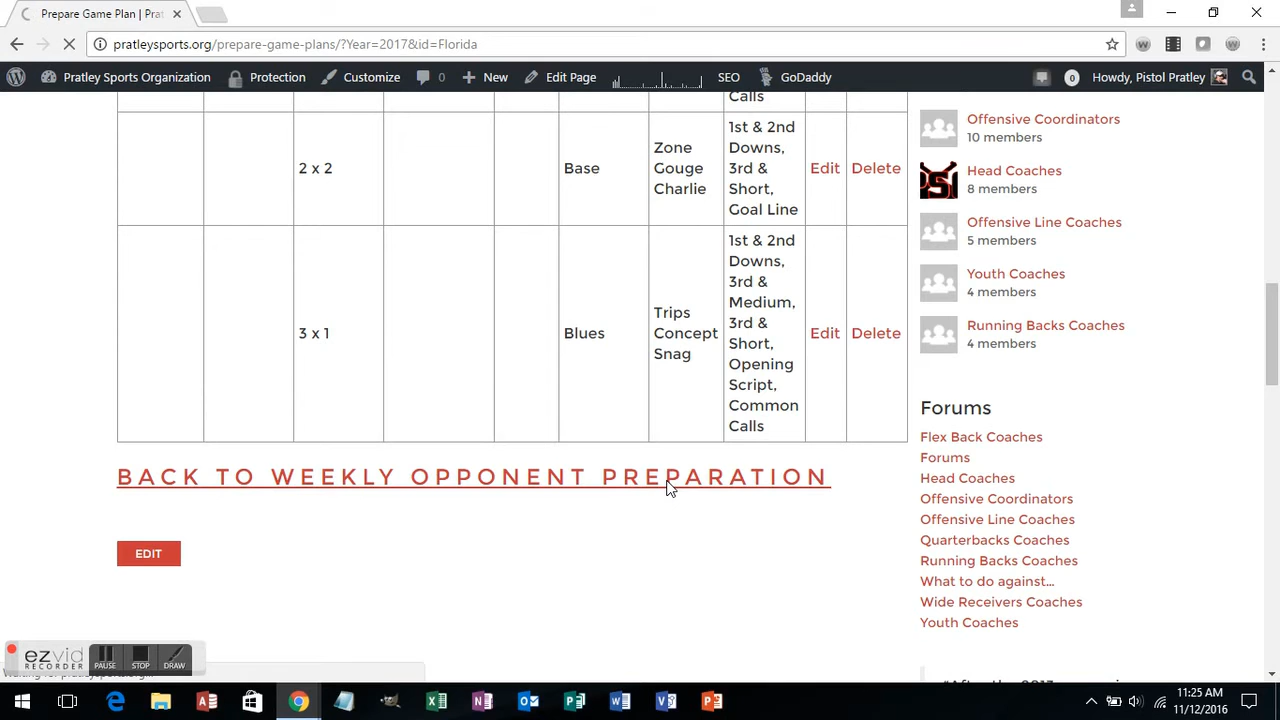 Prepare Game Plan | Prat
pratleysports.org/prepare-game-plans/?Year=2017&id=Florida
Pratley Sports Organization Protection Customize 0 New Edit Page SEO GoDaddy 0 Howdy, Pistol Pratley
Calls
2 x 2
Base
Zone
Gouge
Charlie
1st & 2nd
Downs,
3rd &
Short,
Goal Line
Edit
Delete
3 x 1
Blues
Trips
Concept
Snag
1st & 2nd
Downs,
3rd &
Medium,
3rd &
Short,
Opening
Script,
Common
Calls
Edit
Delete
BACK TO WEEKLY OPPONENT PREPARATION
EDIT
Offensive Coordinators
10 members
Head Coaches
8 members
Offensive Line Coaches
5 members
Youth Coaches
4 members
Running Backs Coaches
4 members
Forums
Flex Back Coaches
Forums
Head Coaches
Offensive Coordinators
Offensive Line Coaches
Quarterbacks Coaches
Running Backs Coaches
What to do against...
Wide Receivers Coaches
Youth Coaches
ezvid
RECORDER
PAUSE
STOP
DRAW
11:25 AM
11/12/2016